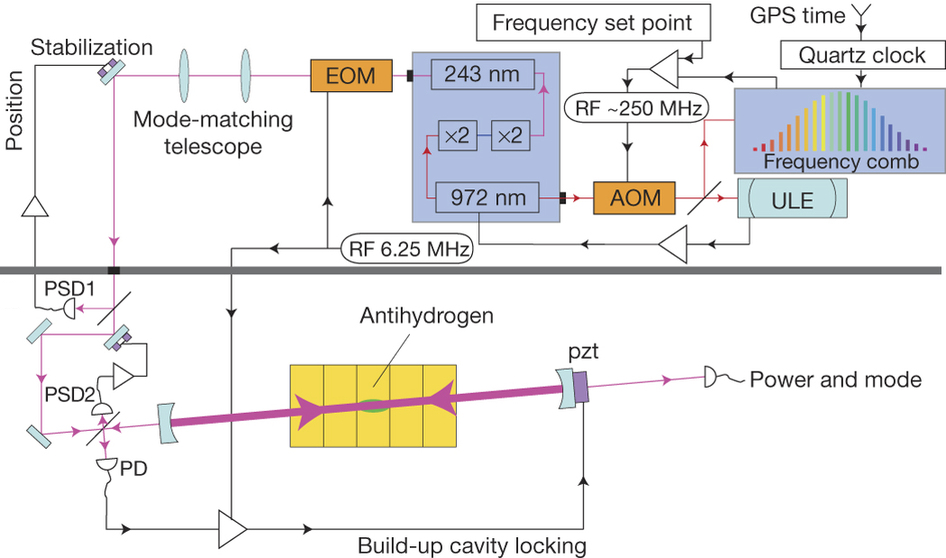 Frequency set point
GPS time
Quartz clock
Stabilization
Position
Mode-matching
telescope
EOM
243 nm
×2
×2
972 nm
RF ~250 MHz
AOM
Frequency comb
ULE
RF 6.25 MHz
PSD1
Antihydrogen
pzt
PSD2
Power and mode
PD
Build-up cavity locking